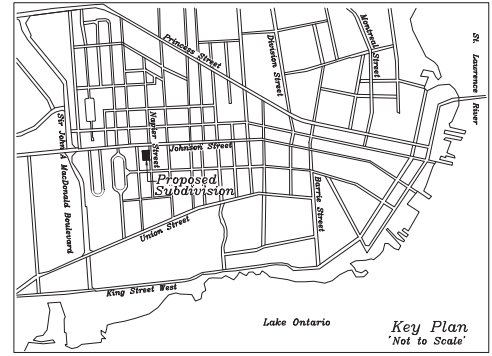 Princess Street
Division Street
Montreal Street
St. Lawrence River
Sir John A MacDonald Boulevard
Napier Street
Johnson Street
Proposed
Subdivision
Barrie Street
Union Street
King Street West
Lake Ontario
Key Plan
'Not to Scale'